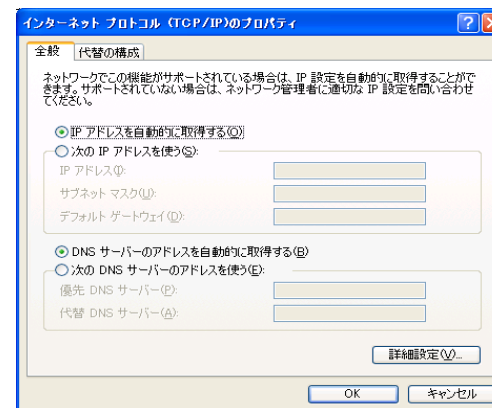 インターネット プロトコル (TCP/IP)のプロパティ
全般
代替の構成
ネットワークでこの機能がサポートされている場合は、IP 設定を自動的に取得することがで
きます。サポートされていない場合は、ネットワーク管理者に適切な IP 設定を問い合わせ
てください。
IP アドレスを自動的に取得する(O)
次の IP アドレスを使う(S):
IP アドレス(I):
サブネット マスク(U):
デフォルト ゲートウェイ(D):
DNS サーバーのアドレスを自動的に取得する(B)
次の DNS サーバーのアドレスを使う(E):
優先 DNS サーバー(P):
代替 DNS サーバー(A):
詳細設定(V)...
OK
キャンセル